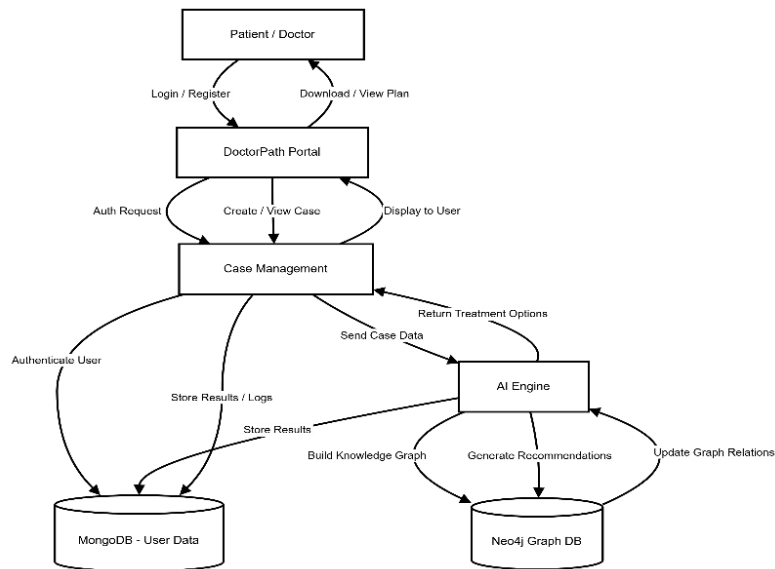 Patient / Doctor
Login / Register
Download / View Plan
DoctorPath Portal
Auth Request
Create / View Case
Display to User
Case Management
Return Treatment Options
Send Case Data
Authenticate User
AI Engine
Store Results / Logs
Store Results
Build Knowledge Graph
Generate Recommendations
Update Graph Relations
MongoDB - User Data
Neo4j Graph DB